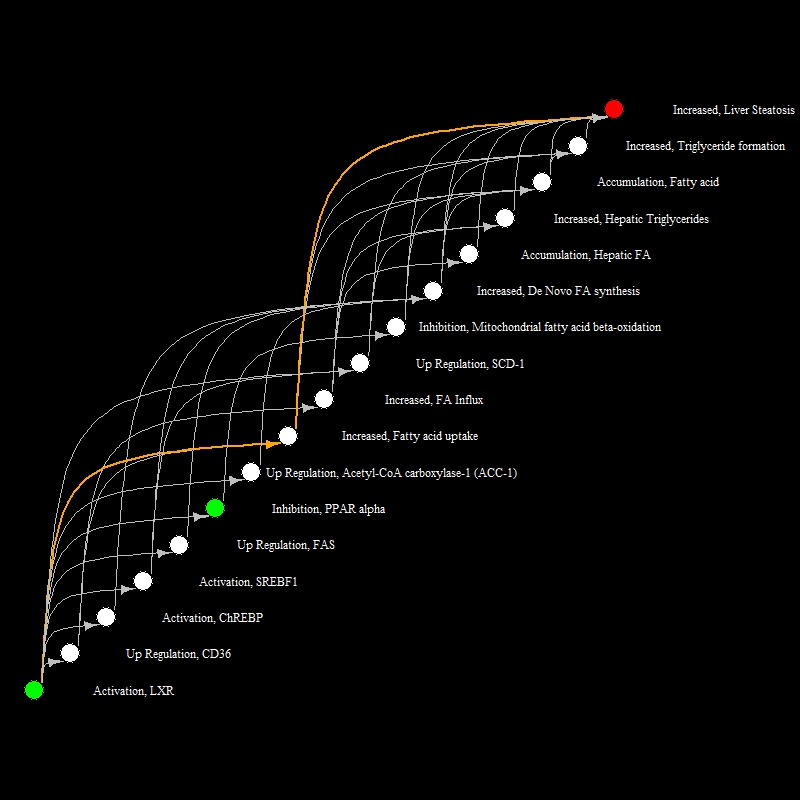 Increased, Liver Steatosis
Increased, Triglyceride formation
Accumulation, Fatty acid
Increased, Hepatic Triglycerides
Accumulation, Hepatic FA
Increased, De Novo FA synthesis
Inhibition, Mitochondrial fatty acid beta-oxidation
Up Regulation, SCD-1
Increased, FA Influx
Increased, Fatty acid uptake
Up Regulation, Acetyl-CoA carboxylase-1 (ACC-1)
Inhibition, PPAR alpha
Up Regulation, FAS
Activation, SREBF1
Activation, ChREBP
Up Regulation, CD36
Activation, LXR